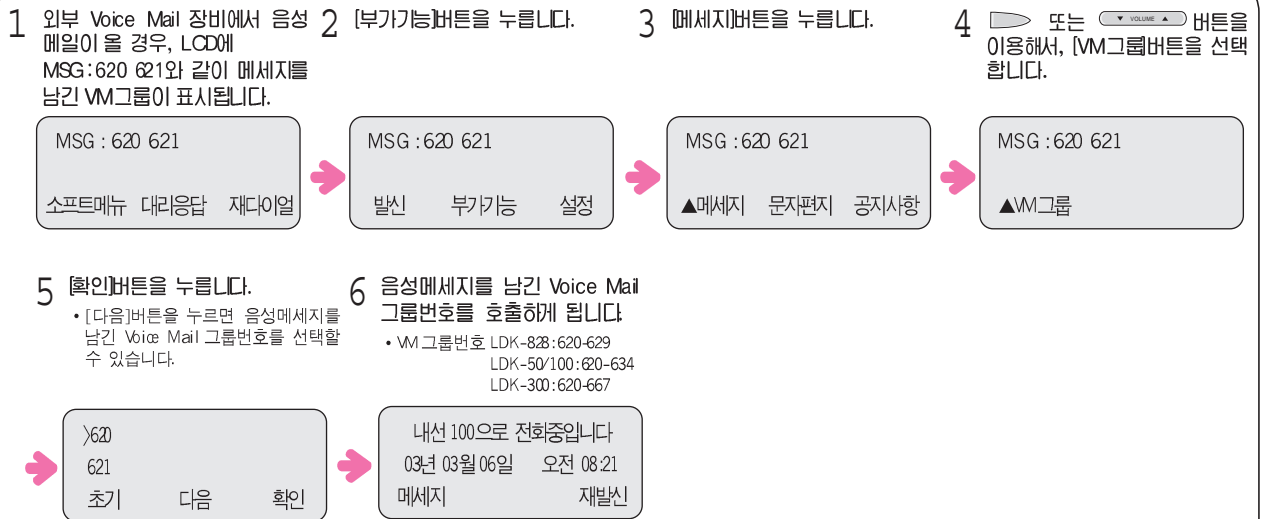 1 외부 Voice Mail 장비에서 음성
메일이 올 경우, LCD에
MSG:620 621와 같이 메세지를
남긴 VM그룹이 표시됩니다.
MSG : 620 621
소프트메뉴 대리응답 재다이얼
2 [부가기능]버튼을 누릅니다.
MSG : 620 621
발신 부가기능 설정
3 [메세지]버튼을 누릅니다.
MSG : 620 621
▲메세지 문자편지 공지사항
4 또는 ▼ VOLUME ▲ 버튼을
이용해서, [VM그룹]버튼을 선택
합니다.
MSG : 620 621
▲VM그룹
5 [확인]버튼을 누릅니다.
• [다음]버튼을 누르면 음성메세지를
남긴 Voice Mail 그룹번호를 선택할
수 있습니다.
>620
621
초기 다음 확인
6 음성메세지를 남긴 Voice Mail
그룹번호를 호출하게 됩니다
• VM 그룹번호 LDK-828:620-629
LDK-50/100:620-634
LDK-300:620-667
내선 100으로 전화중입니다
03년 03월 06일 오전 08:21
메세지 재발신